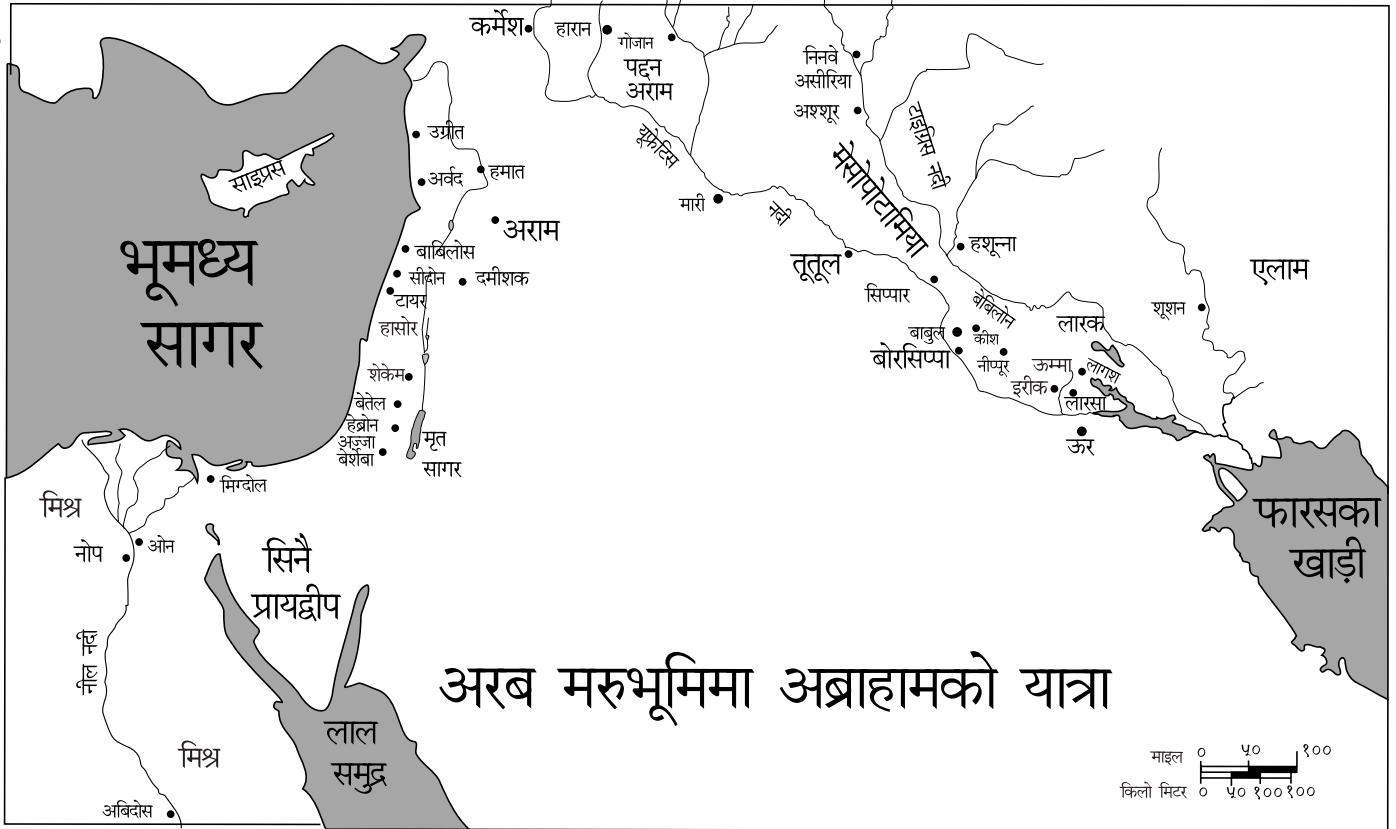 कर्मेश
हारान
गोजान
पद्दन
अराम
निनवे
असीरिया
अश्शूर
टाइग्रिस नदी
यूफ्रेटिस
नदी
मेसोपोटामिया
मारी
उग्रीत
अर्वद
हमात
अराम
साइप्रस
भूमध्य
सागर
बाबिलोस
सीदोन
दमीशक
टायर
हासोर
शेकेम
बेतेल
हेब्रोन
अज्जा
बेर्शेबा
मृत
सागर
तूतूल
हशून्ना
सिप्पार
बेबिलोन
बाबुल
कीश
बोरसिप्पा
नीप्पूर
लारक
ऊम्मा
लागश
इरीक
लारसा
ऊर
शूशन
एलाम
फारसका
खाड़ी
मिग्दोल
मिश्र
नोप
ओन
सिनै
प्रायद्वीप
नील नदी
मिश्र
अबिदोस
लाल
समुद्र
अरब मरुभूमिमा अब्राहामको यात्रा
माइल ० ५० १००
किलो मिटर ० ५० १०० १००